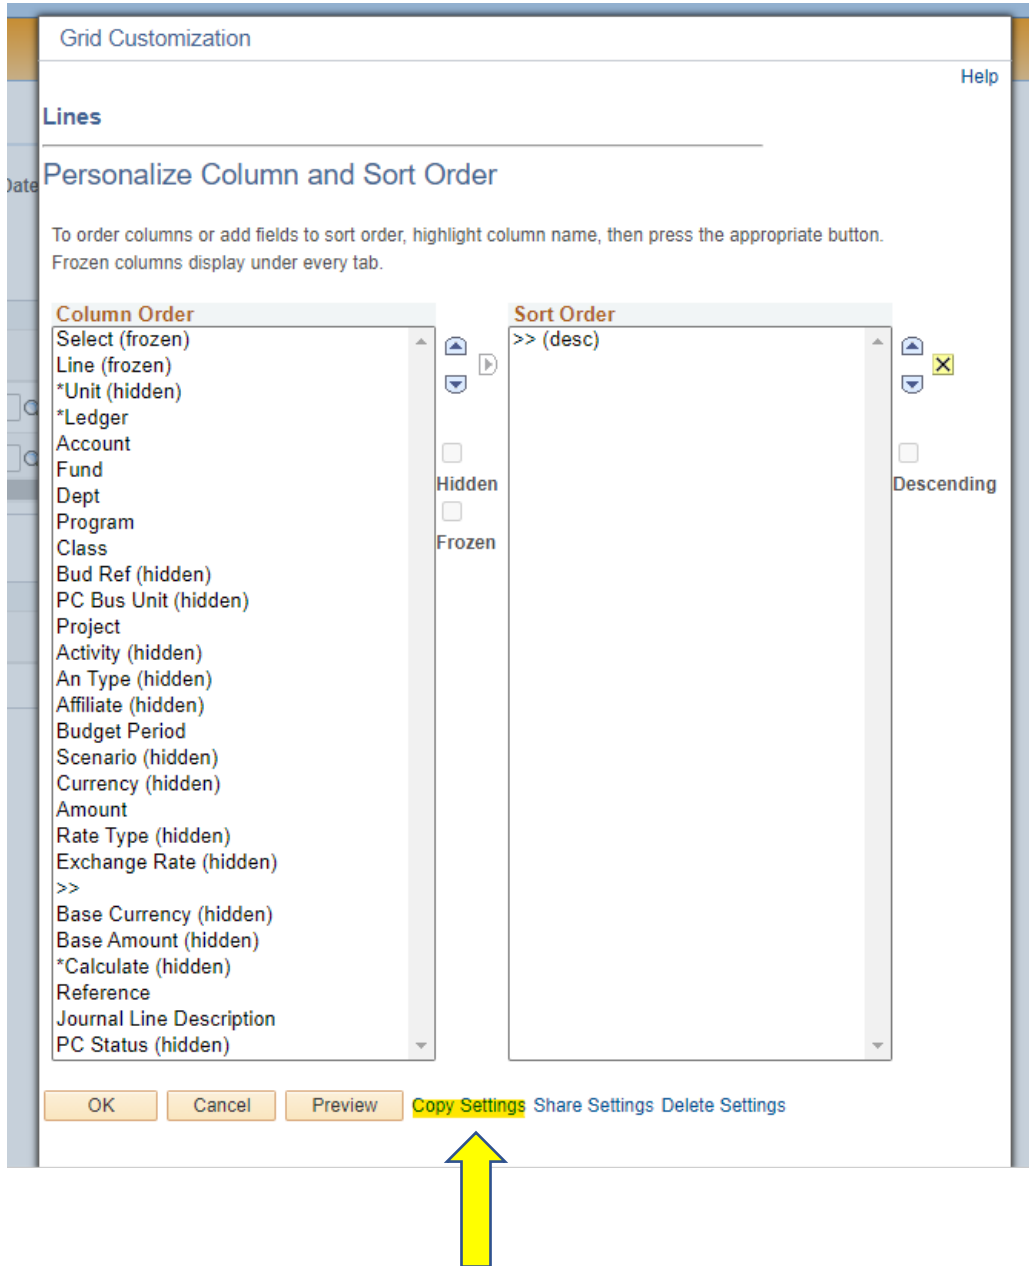 Grid Customization
Help
Lines
Date
Personalize Column and Sort Order
To order columns or add fields to sort order, highlight column name, then press the appropriate button.
Frozen columns display under every tab.
Column Order
Select (frozen)
Line (frozen)
*Unit (hidden)
*Ledger
Account
Fund
Dept
Program
Class
Bud Ref (hidden)
PC Bus Unit (hidden)
Project
Activity (hidden)
An Type (hidden)
Affiliate (hidden)
Budget Period
Scenario (hidden)
Currency (hidden)
Amount
Rate Type (hidden)
Exchange Rate (hidden)
>>
Base Currency (hidden)
Base Amount (hidden)
*Calculate (hidden)
Reference
Journal Line Description
PC Status (hidden)
Hidden
Frozen
Sort Order
>> (desc)
Descending
OK Cancel Preview Copy Settings Share Settings Delete Settings